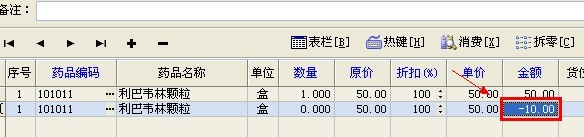 备注:
表栏[B] 热键[H] 消费[X] 拆零[C]
序号 药品编码 药品名称 单位 数量 原价 折扣(%) 单价 金额 货位
1 101011 ··· 利巴韦林颗粒 盒 1.000 50.00 100 50.00 50.00
1 101011 ··· 利巴韦林颗粒 盒 0.000 50.00 100 50.00 -10.00